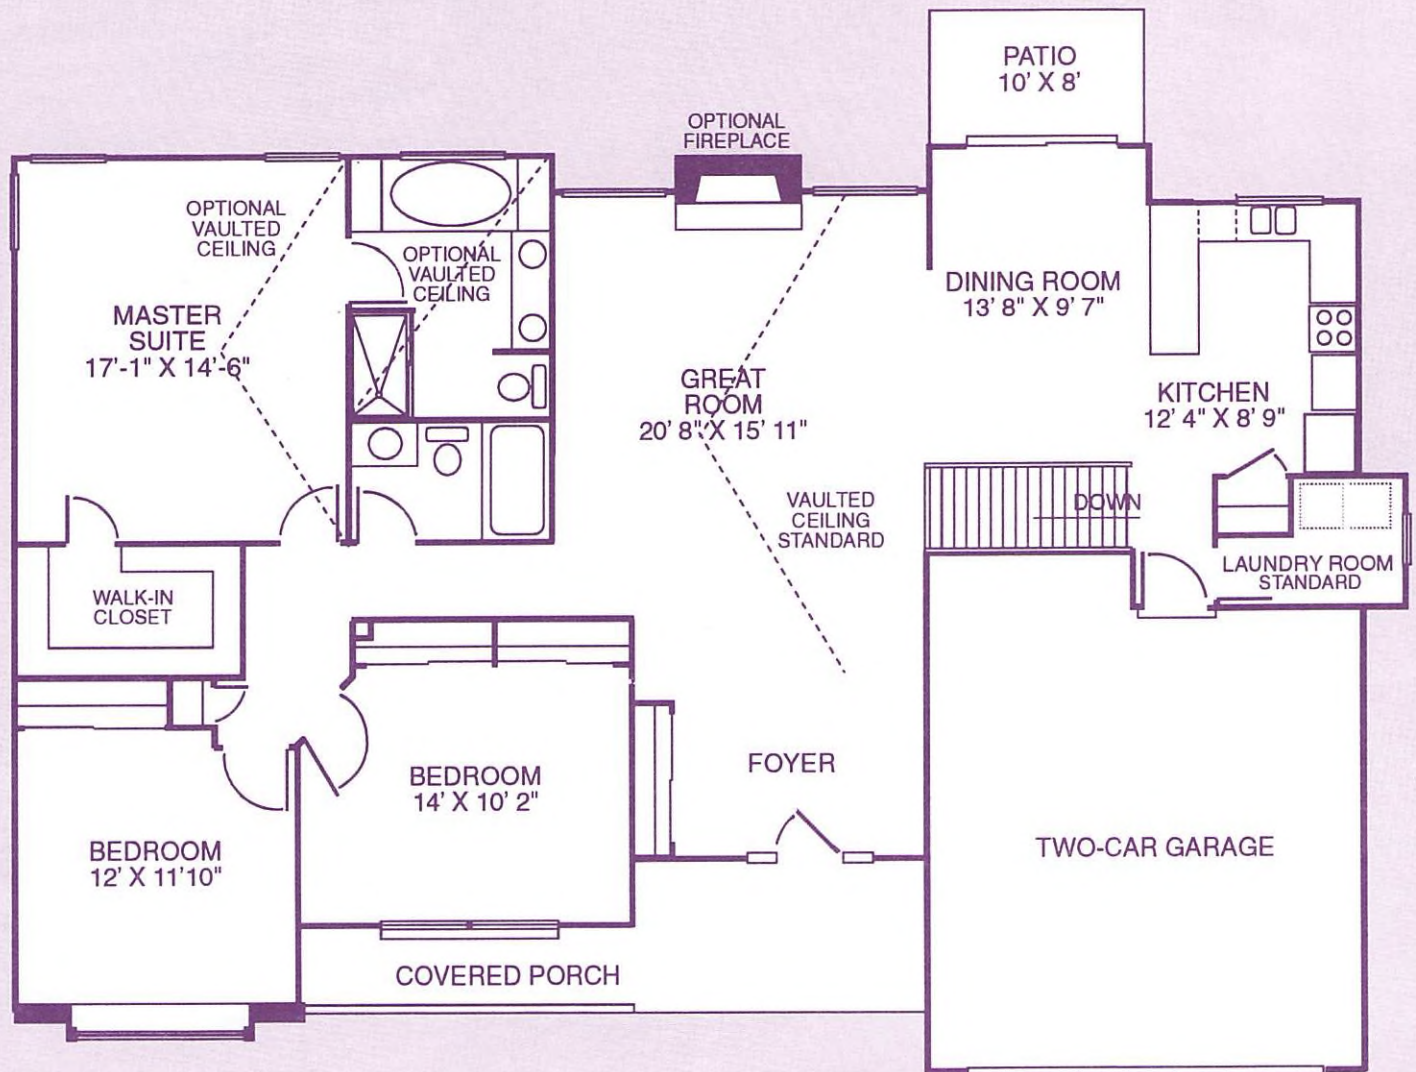 PATIO
10' X 8'
OPTIONAL
FIREPLACE
OPTIONAL
VAULTED
CEILING
OPTIONAL
VAULTED
CEILING
MASTER
SUITE
17'-1" X 14'-6"
DINING ROOM
13' 8" X 9' 7"
GREAT
ROOM
20' 8" X 15' 11"
KITCHEN
12' 4" X 8' 9"
VAULTED
CEILING
STANDARD
DOWN
LAUNDRY ROOM
STANDARD
WALK-IN
CLOSET
FOYER
BEDROOM
14' X 10' 2"
BEDROOM
12' X 11'10"
TWO-CAR GARAGE
COVERED PORCH